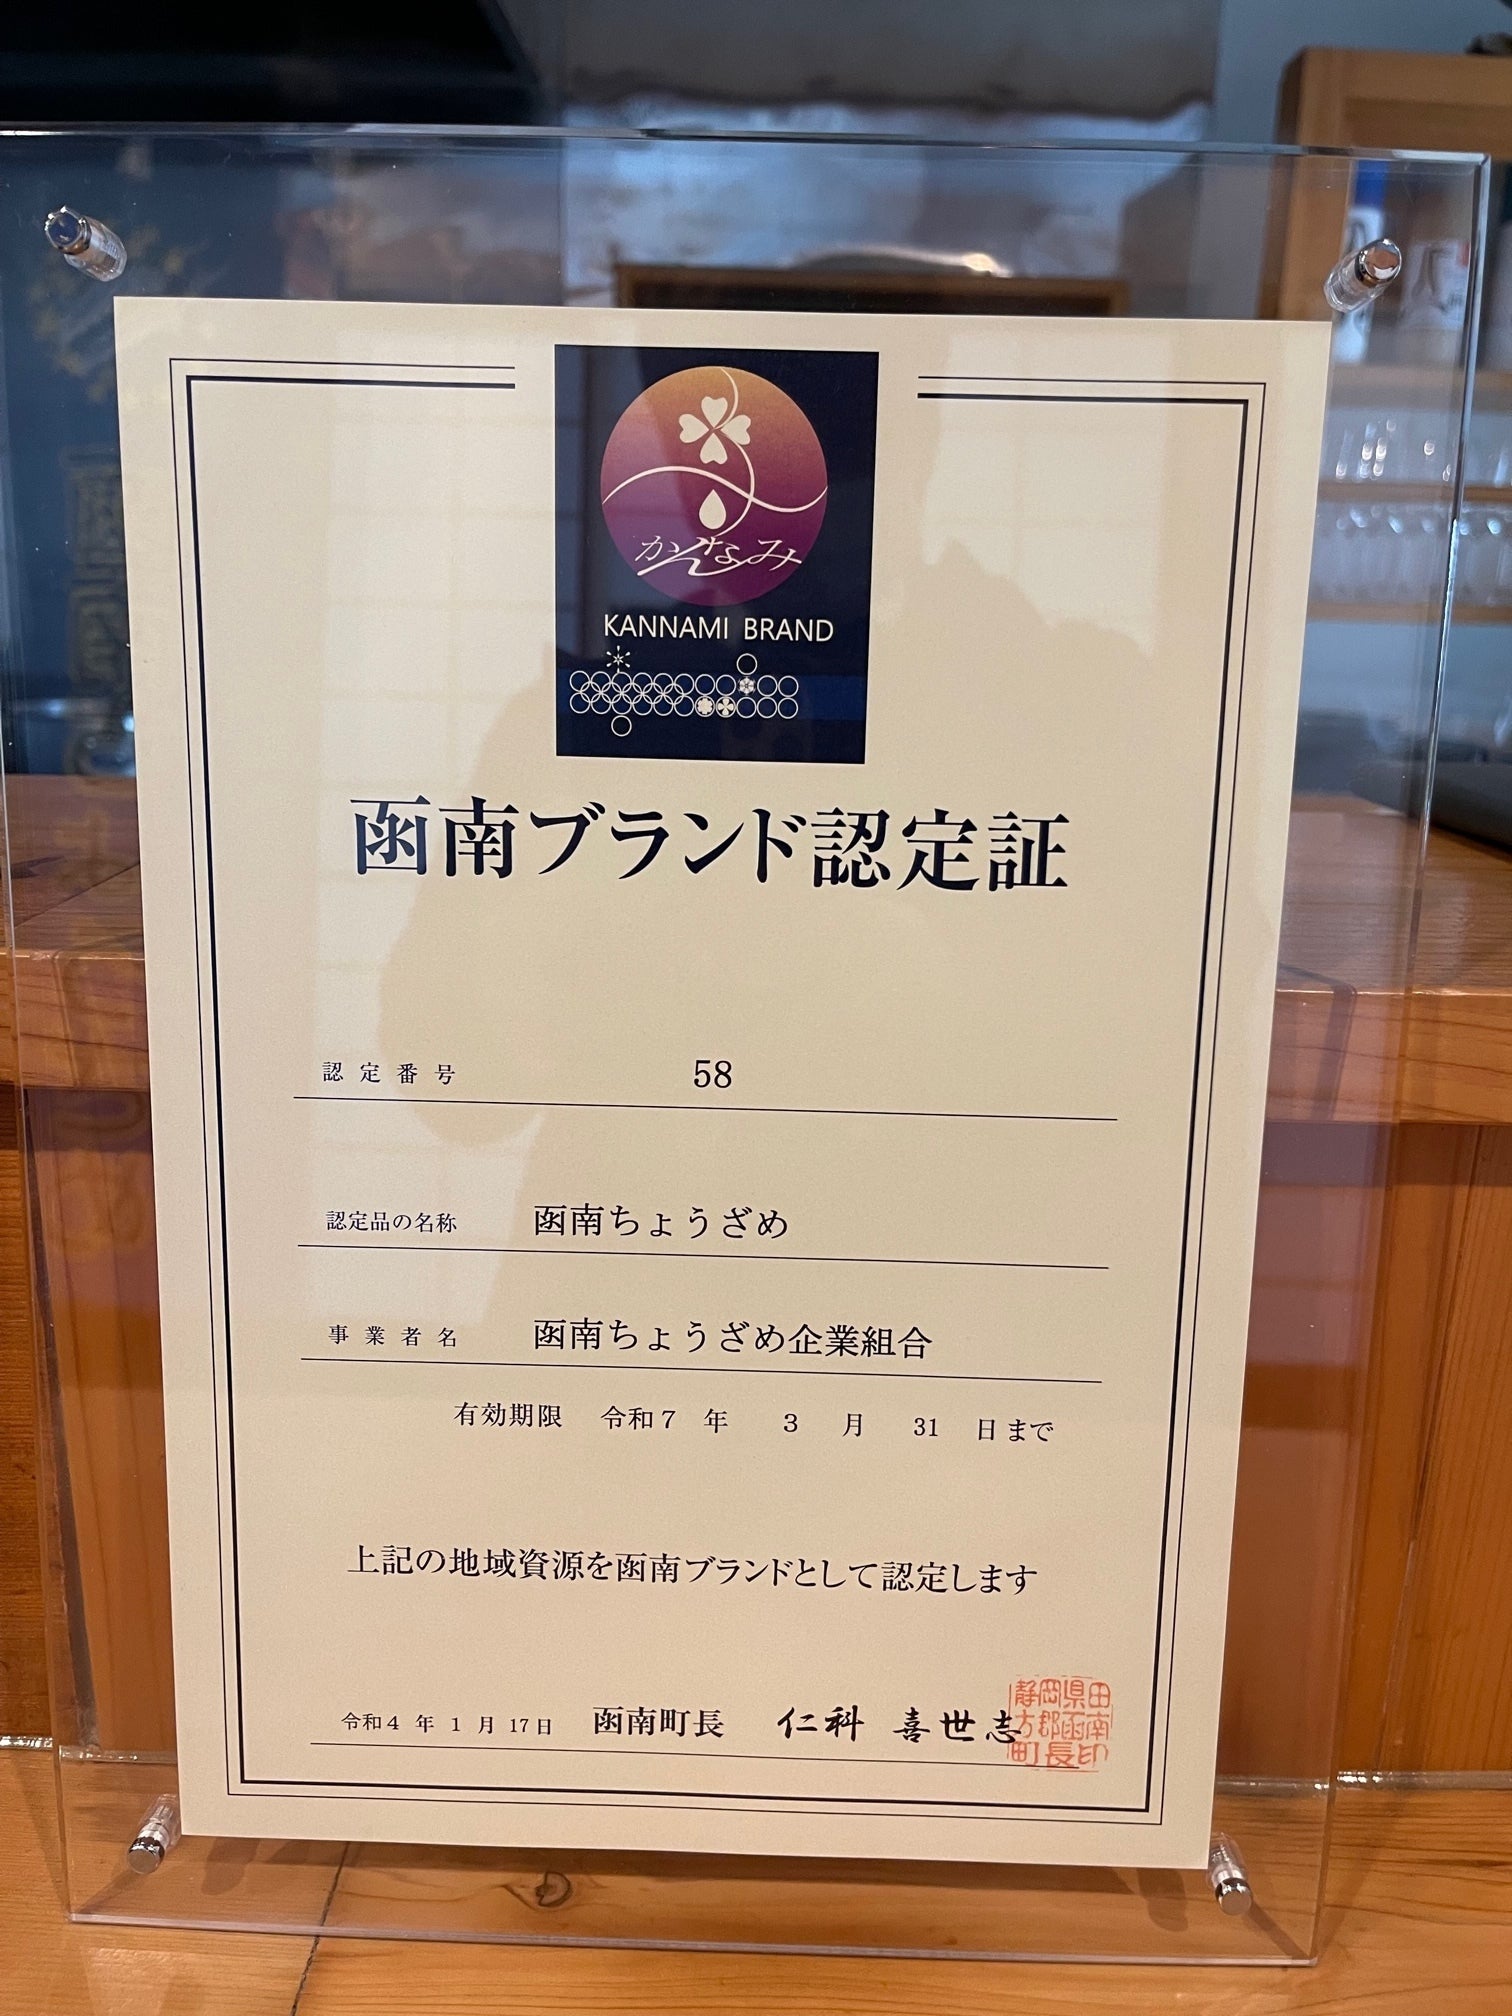 かんなみ
KANNAMI BRAND
函南ブランド認定証
認定番号 58
認定品の名称 函南ちょうざめ
事業者名 函南ちょうざめ企業組合
有効期限 令和7年 3月 31日まで
上記の地域資源を函南ブランドとして認定します
令和4年1月17日 函南町長 仁科 喜世志
静岡県田
方郡函南
町長印